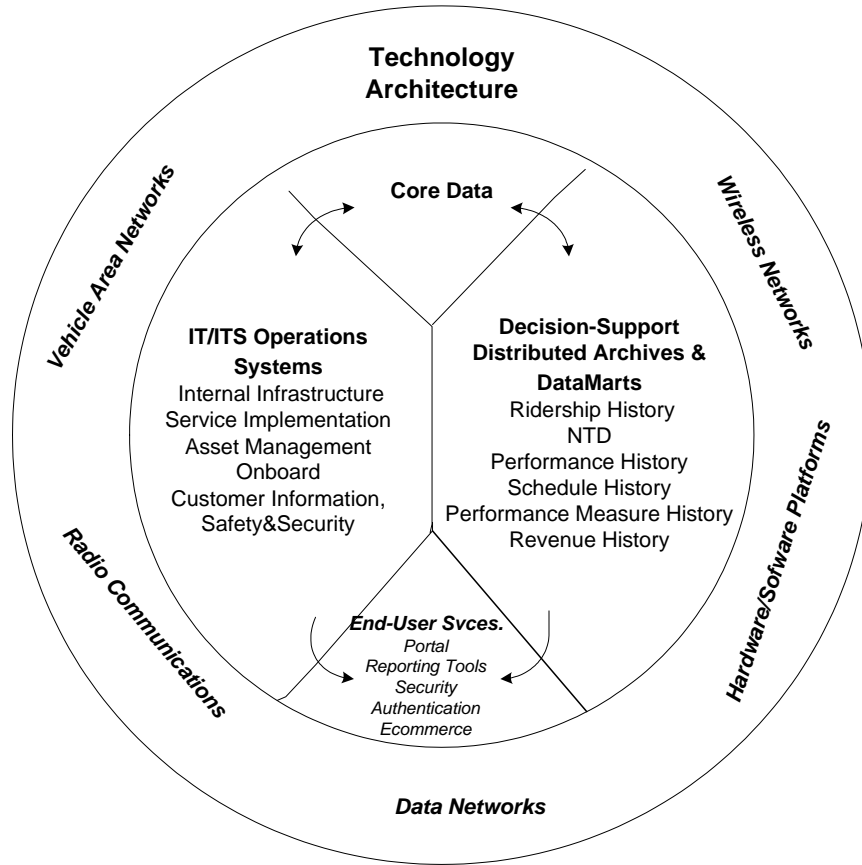 Technology
Architecture
Core Data
Vehicle Area Networks
Wireless Networks
IT/ITS Operations
Systems
Internal Infrastructure
Service Implementation
Asset Management
Onboard
Customer Information,
Safety&Security
Decision-Support
Distributed Archives &
DataMarts
Ridership History
NTD
Performance History
Schedule History
Performance Measure History
Revenue History
Radio Communications
Hardware/Sofware Platforms
End-User Svces.
Portal
Reporting Tools
Security
Authentication
Ecommerce
Data Networks